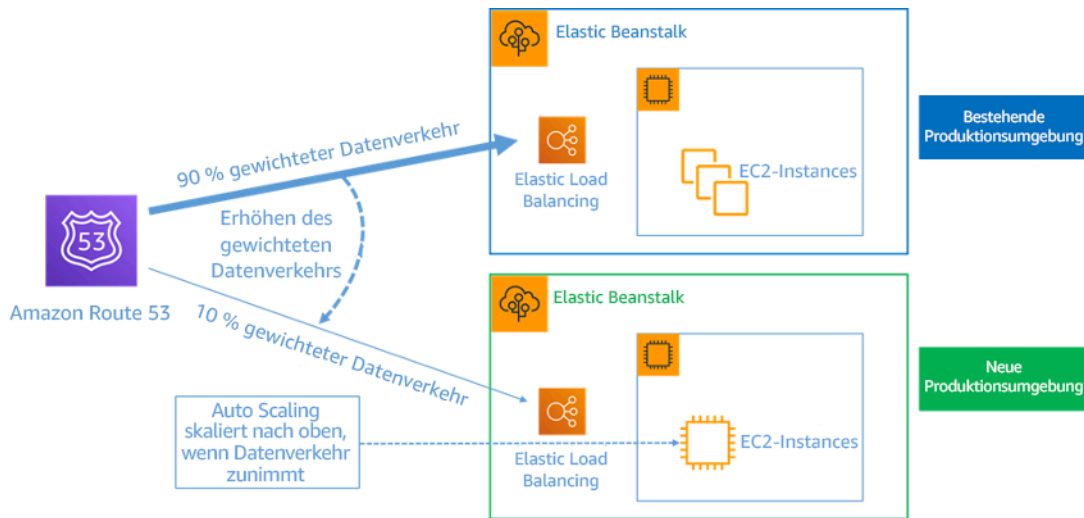 Elastic Beanstalk
90 % gewichteter Datenverkehr
Elastic Load
Balancing
EC2-Instances
Bestehende
Produktionsumgebung
53
Amazon Route 53
Erhöhen des
gewichteten
Datenverkehrs
10 % gewichteter Datenverkehr
Elastic Beanstalk
Auto Scaling
skaliert nach oben,
wenn Datenverkehr
zunimmt
Elastic Load
Balancing
EC2-Instances
Neue
Produktionsumgebung